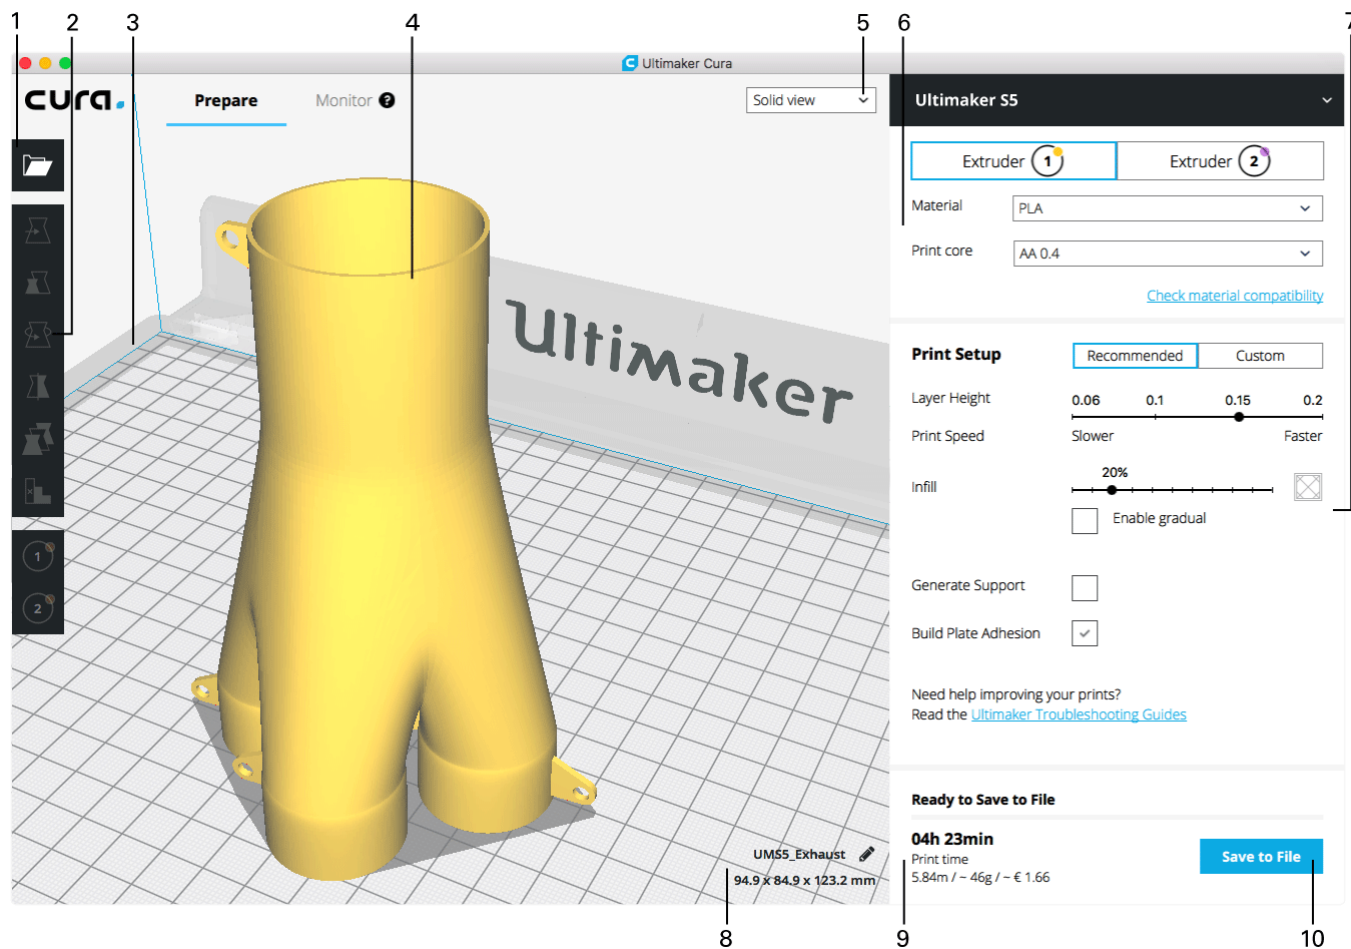 1 2 3 4 5 6 7
Ultimaker Cura
cura.
Prepare Monitor ?
Solid view
Ultimaker S5
Extruder 1 Extruder 2
Material PLA
Print core AA 0.4
Check material compatibility
Ultimaker
Print Setup Recommended Custom
Layer Height 0.06 0.1 0.15 0.2
Print Speed Slower Faster
20%
Infill
Enable gradual
1
2
Generate Support
Build Plate Adhesion
Need help improving your prints?
Read the Ultimaker Troubleshooting Guides
Ready to Save to File
04h 23min
Print time
5.84m / ~ 46g / ~ € 1.66
Save to File
UMS5_Exhaust
94.9 x 84.9 x 123.2 mm
8 9 10